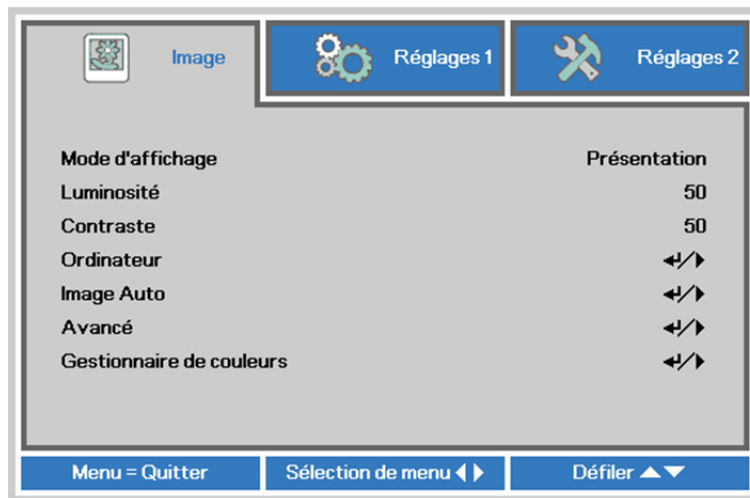 Image Réglages 1 Réglages 2
Mode d'affichage Présentation
Luminosité 50
Contraste 50
Ordinateur ↵/▶
Image Auto ↵/▶
Avancé ↵/▶
Gestionnaire de couleurs ↵/▶
Menu = Quitter Sélection de menu ◀▶ Défiler ▲▼